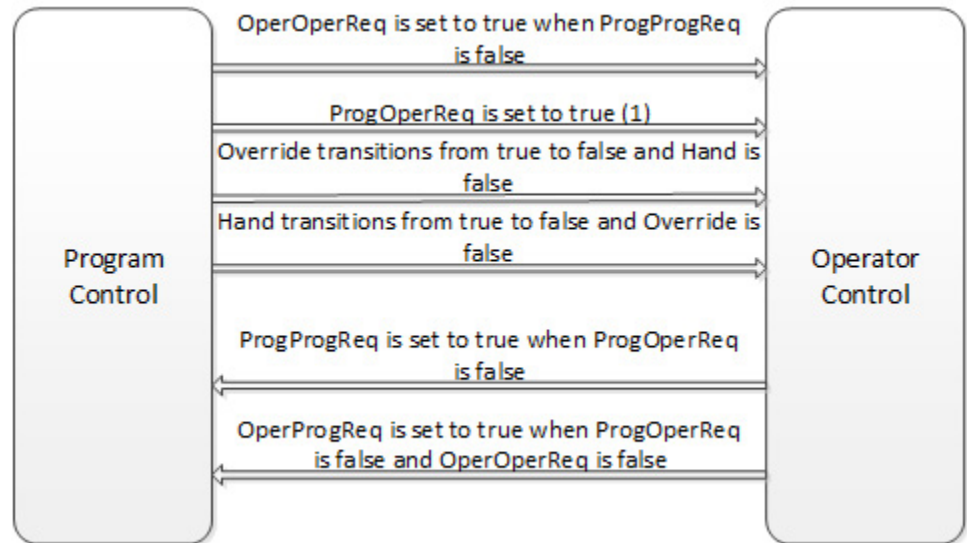 OperOperReq is set to true when ProgProgReq
is false
ProgOperReq is set to true (1)
Override transitions from true to false and Hand is
false
Hand transitions from true to false and Override is
false
Program
Control
Operator
Control
ProgProgReq is set to true when ProgOperReq
is false
OperProgReq is set to true when ProgOperReq
is false and OperOperReq is false